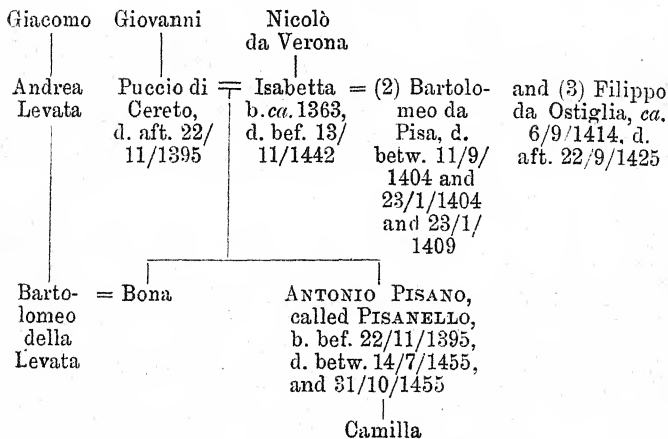 Giacomo Giovanni Nicolò
da Verona
Andrea Puccio di = Isabetta = (2) Bartolo- and (3) Filippo
Levata Cereto, b. ca. 1363, meo da da Ostiglia, ca.
d. aft. 22/ d. bef. 13/ Pisa, d. 6/9/1414, d.
11/1395 11/1442 betw. 11/9/ aft. 22/9/1425
1404 and
23/1/1404
and 23/1/
1409
Barto- = Bona ANTONIO PISANO,
lomeo called PISANELLO,
della b. bef. 22/11/1395,
Levata d. betw. 14/7/1455,
and 31/10/1455
Camilla